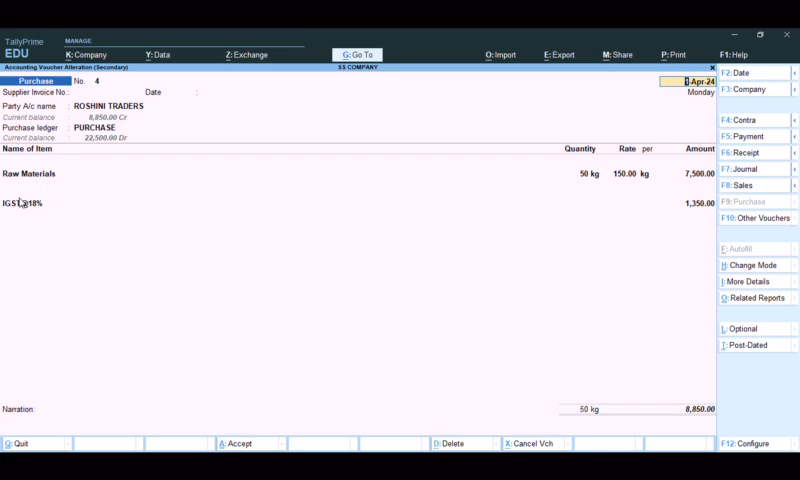 TallyPrime
EDU
MANAGE
K: Company
Y: Data
Z: Exchange
G: Go To
O: Import
E: Export
M: Share
P: Print
F1: Help
Accounting Voucher Alteration (Secondary)
SS COMPANY
Purchase No. 4
1-Apr-24
Supplier Invoice No.: Date :
Monday
Party A/c name : ROSHINI TRADERS
Current balance : 8,850.00 Cr
Purchase ledger : PURCHASE
Current balance : 22,500.00 Dr
Name of Item Quantity Rate per Amount
Raw Materials 50 kg 150.00 kg 7,500.00
1,350.00
Narration: 50 kg 8,850.00
Q: Quit
A: Accept
D: Delete
X: Cancel Vch
F2: Date
F3: Company
F4: Contra
F5: Payment
F6: Receipt
F7: Journal
F8: Sales
F9: Purchase
F10: Other Vouchers
E: Autofill
H: Change Mode
I: More Details
O: Related Reports
L: Optional
T: Post-Dated
F12: Configure